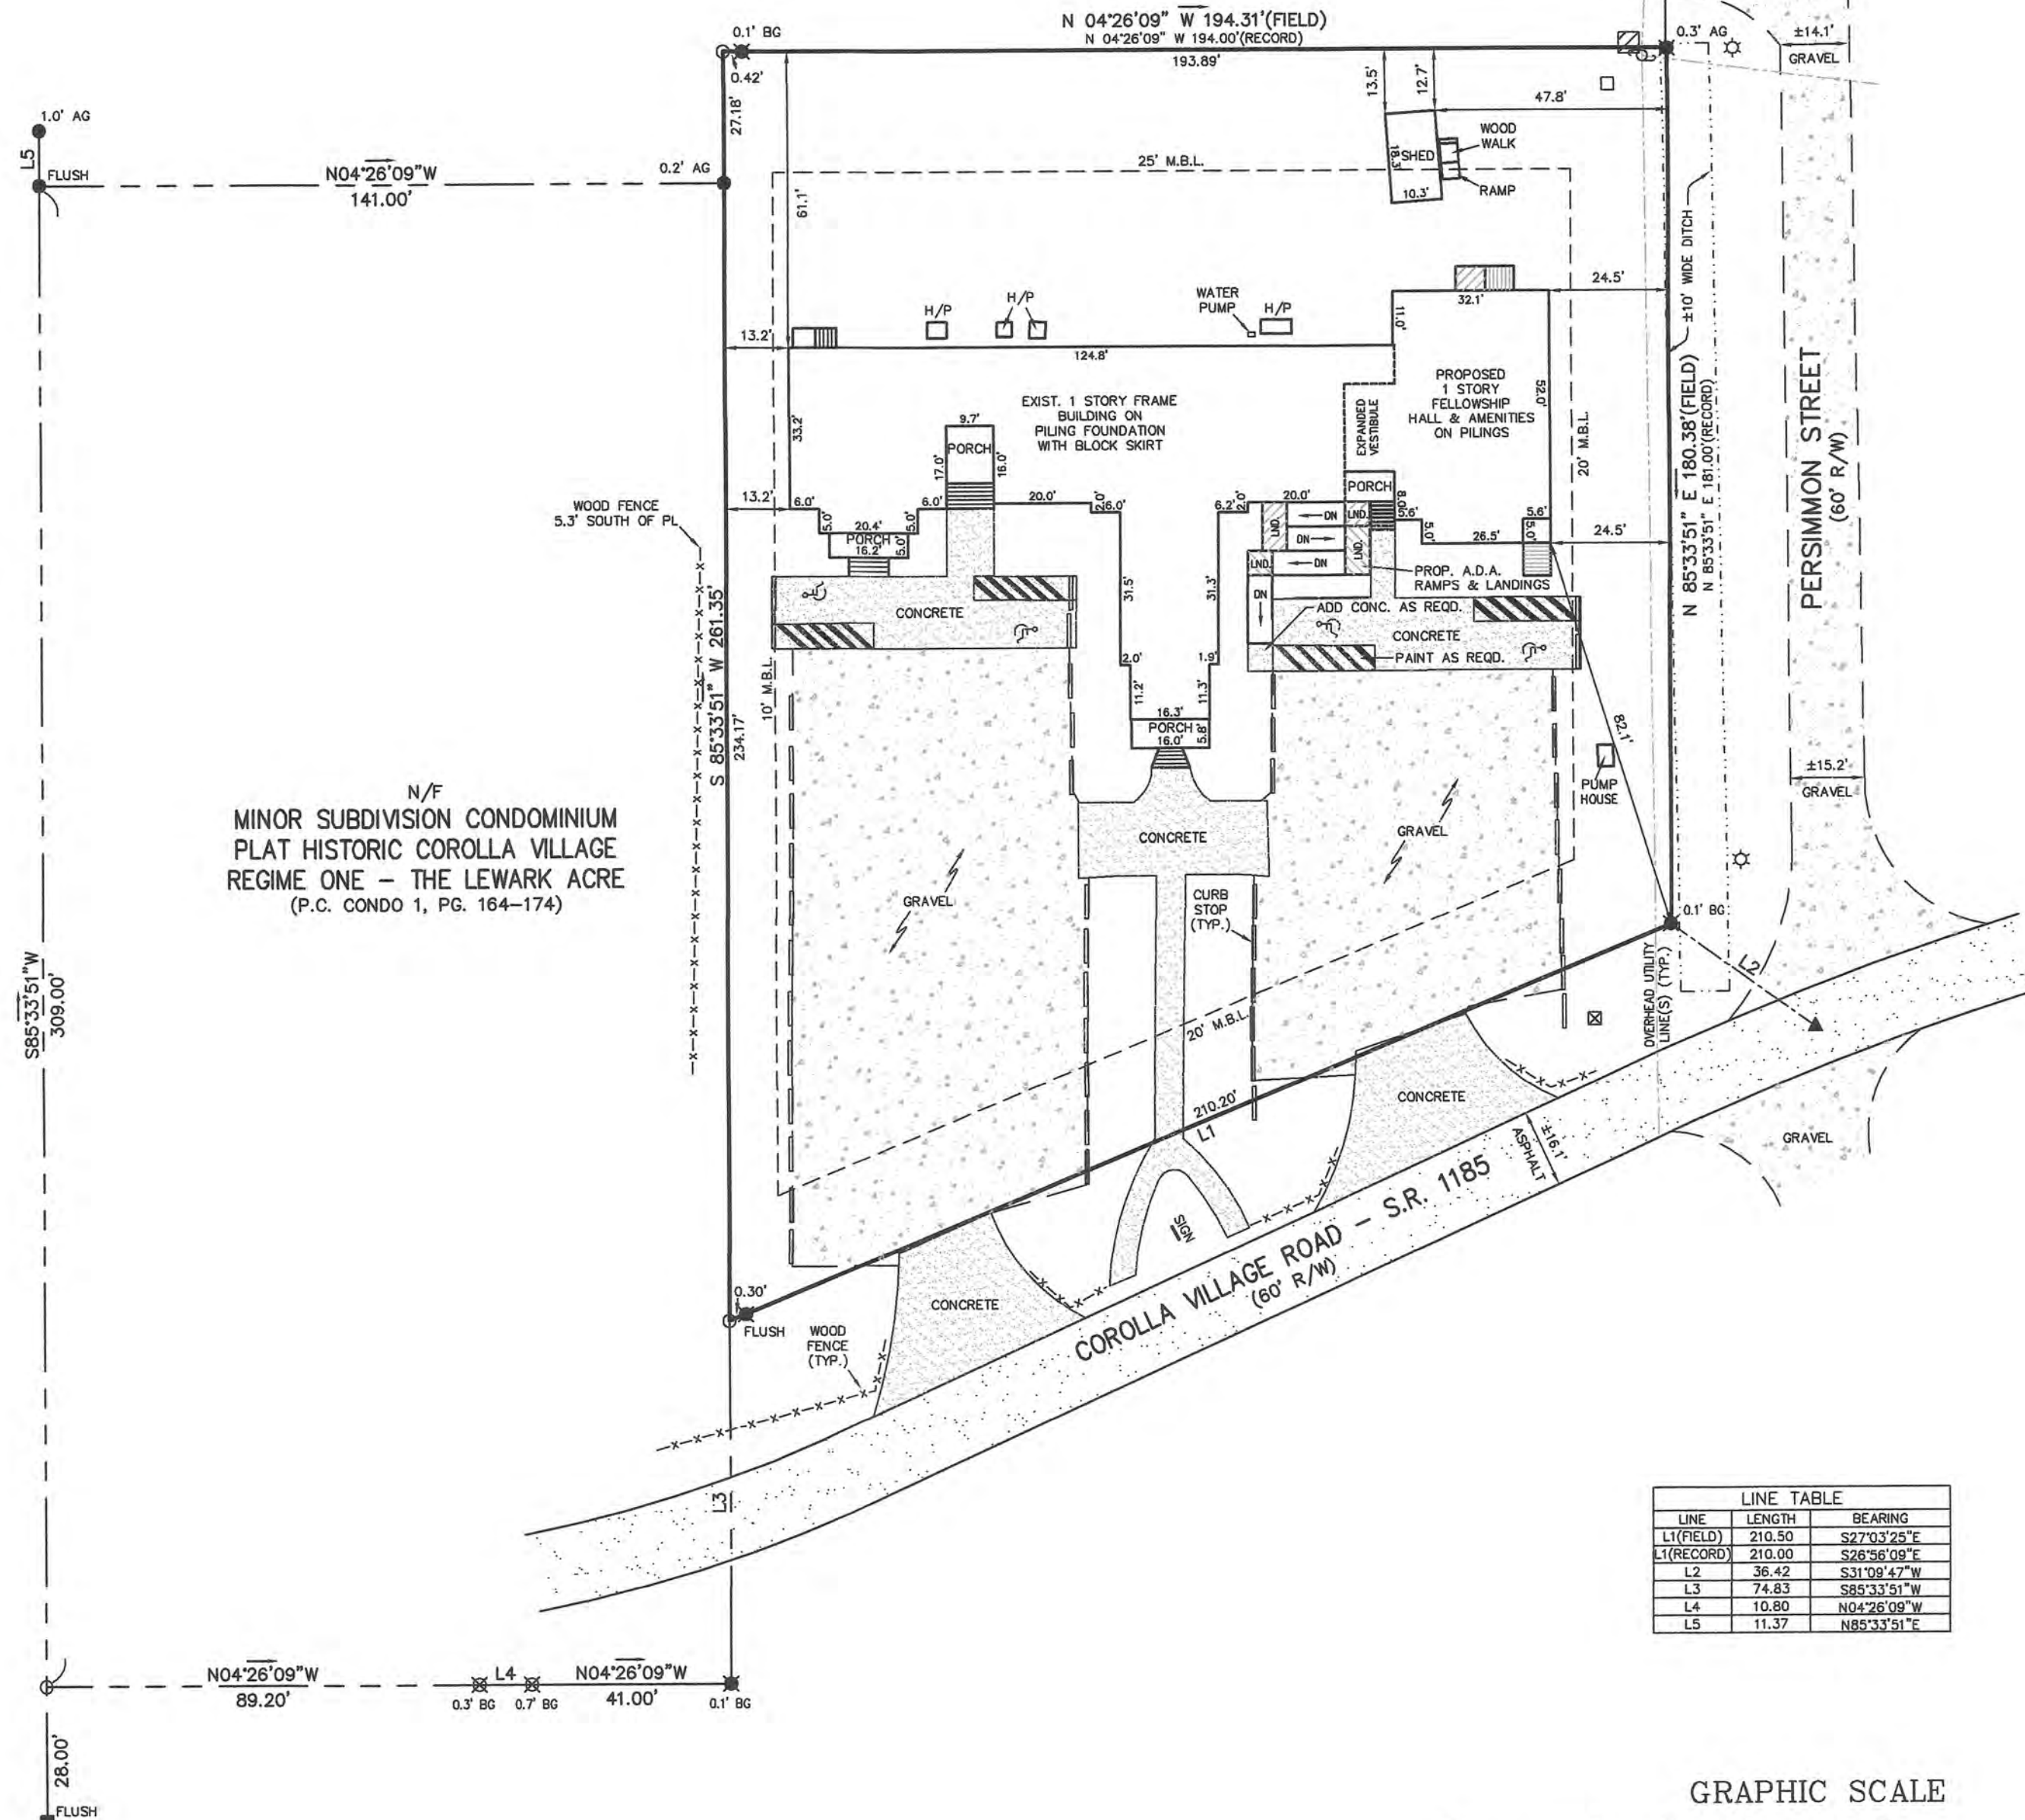 N 04°26'09" W 194.31'(FIELD)
N 04°26'09" W 194.00'(RECORD)
193.89'
0.1' BG
0.42'
27.18'
0.3' AG
±14.1'
GRAVEL
1.0' AG
L5
FLUSH
N04°26'09"W
141.00'
0.2' AG
61.1'
25' M.B.L.
13.5'
12.7'
47.8'
WOOD
WALK
18.3'
SHED
10.3'
RAMP
±10' WIDE DITCH
H/P
H/P
WATER
PUMP
H/P
32.1'
11.0'
24.5'
13.2'
124.8'
33.2'
EXIST. 1 STORY FRAME
BUILDING ON
PILING FOUNDATION
WITH BLOCK SKIRT
EXPANDED
VESTIBULE
PROPOSED
1 STORY
FELLOWSHIP
HALL & AMENITIES
ON PILINGS
52.0'
20' M.B.L.
N 85°33'51" E 180.38'(FIELD)
N 85°33'51" E 181.00'(RECORD)
PERSIMMON STREET
(60' R/W)
9.7'
PORCH
17.0'
16.0'
WOOD FENCE
5.3' SOUTH OF PL
13.2'
6.0'
5.0'
20.4'
5.0'
6.0'
PORCH
16.2'
5.0'
20.0'
2.0'
6.0'
6.2'
2.0'
20.0'
PORCH
8.0'
5.6'
5.0'
26.5'
5.6'
5.0'
24.5'
LND.
DN
LND.
DN
LND.
LND.
DN
DN
PROP. A.D.A.
RAMPS & LANDINGS
ADD CONC. AS REQD.
CONCRETE
CONCRETE
PAINT AS REQD.
31.5'
31.3'
2.0'
1.9'
11.2'
11.3'
16.3'
PORCH
16.0'
5.8'
S 85°33'51" W 261.35'
234.17'
10' M.B.L.
82.1'
PUMP
HOUSE
±15.2'
GRAVEL
N/F
MINOR SUBDIVISION CONDOMINIUM
PLAT HISTORIC COROLLA VILLAGE
REGIME ONE – THE LEWARK ACRE
(P.C. CONDO 1, PG. 164–174)
CONCRETE
GRAVEL
GRAVEL
CURB
STOP
(TYP.)
0.1' BG
L2
OVERHEAD UTILITY
LINE(S) (TYP.)
S85°33'51"W
309.00'
20' M.B.L.
210.20'
L1
CONCRETE
±16.1'
ASPHALT
GRAVEL
SIGN
COROLLA VILLAGE ROAD – S.R. 1185
(60' R/W)
0.30'
FLUSH
CONCRETE
WOOD
FENCE
(TYP.)
L3
LINE TABLE
LINE LENGTH BEARING
L1(FIELD) 210.50 S27°03'25"E
L1(RECORD) 210.00 S26°56'09"E
L2 36.42 S31°09'47"W
L3 74.83 S85°33'51"W
L4 10.80 N04°26'09"W
L5 11.37 N85°33'51"E
N04°26'09"W
89.20'
L4
N04°26'09"W
41.00'
0.3' BG
0.7' BG
0.1' BG
28.00'
FLUSH
GRAPHIC SCALE